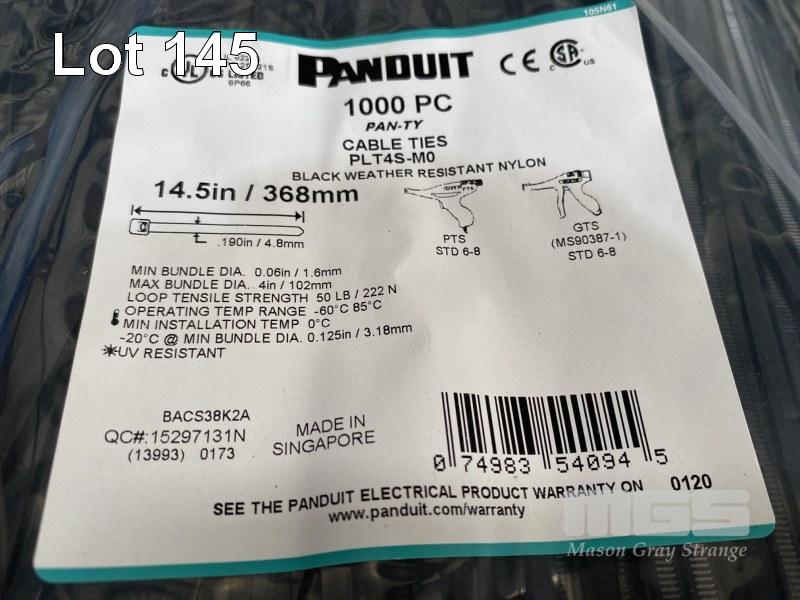 105N61
Lot 145
C UL US
LISTED
PANDUIT
CE
C SA US
1000 PC
PAN-TY
CABLE TIES
PLT4S-M0
BLACK WEATHER RESISTANT NYLON
14.5in / 368mm
.190in / 4.8mm
PTS
STD 6-8
GTS
(MS90387-1)
STD 6-8
MIN BUNDLE DIA. 0.06in / 1.6mm
MAX BUNDLE DIA. 4in / 102mm
LOOP TENSILE STRENGTH 50 LB / 222 N
OPERATING TEMP RANGE -60°C 85°C
MIN INSTALLATION TEMP 0°C
-20°C @ MIN BUNDLE DIA. 0.125in / 3.18mm
UV RESISTANT
BACS38K2A
QC#:15297131N
(13993) 0173
MADE IN
SINGAPORE
0 74983 54094 5
SEE THE PANDUIT ELECTRICAL PRODUCT WARRANTY ON 0120
www.panduit.com/warranty
MGS
Mason Gray Strange